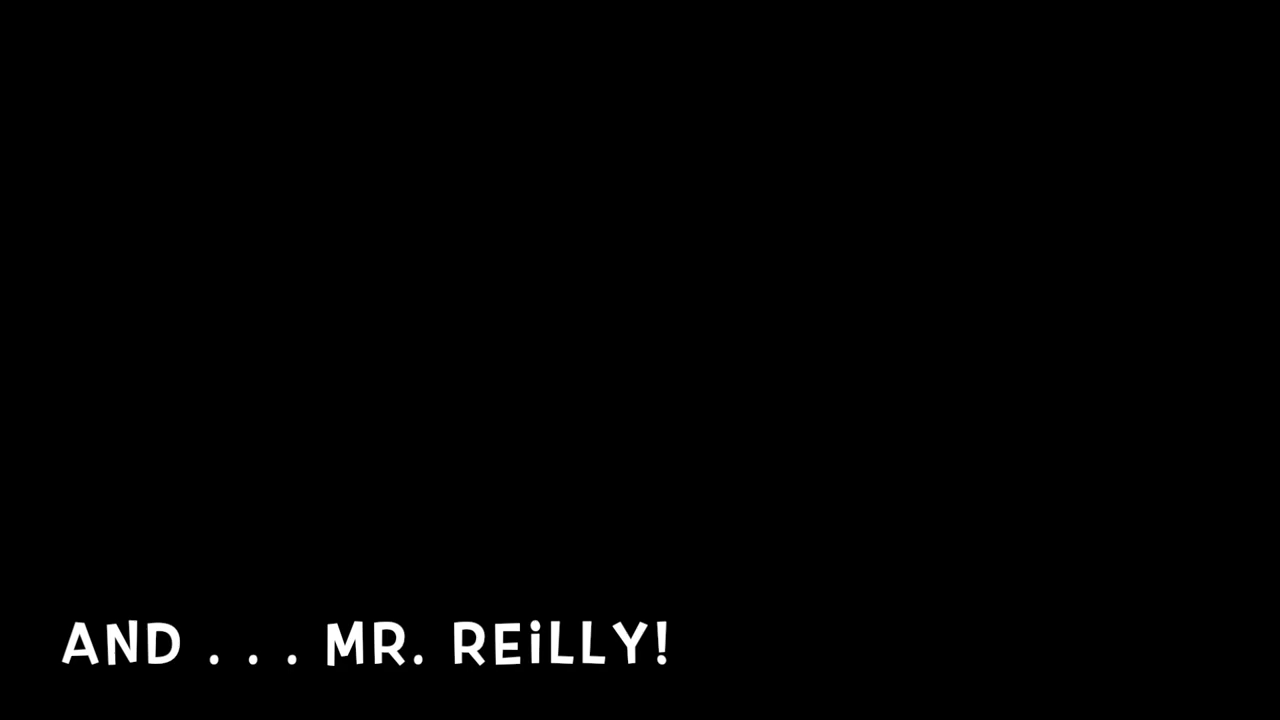 AND . . . MR. REiLLY!